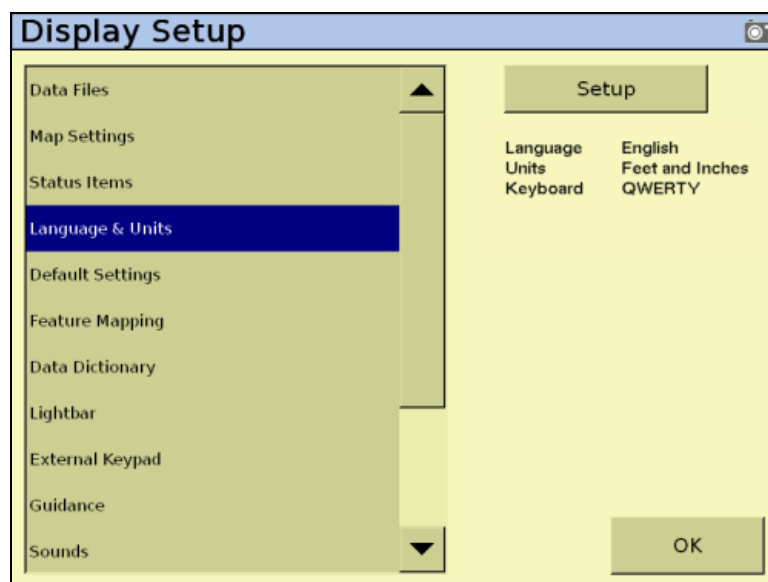 Display Setup
Data Files
Map Settings
Status Items
Language & Units
Default Settings
Feature Mapping
Data Dictionary
Lightbar
External Keypad
Guidance
Sounds
Setup
Language English
Units Feet and Inches
Keyboard QWERTY
OK